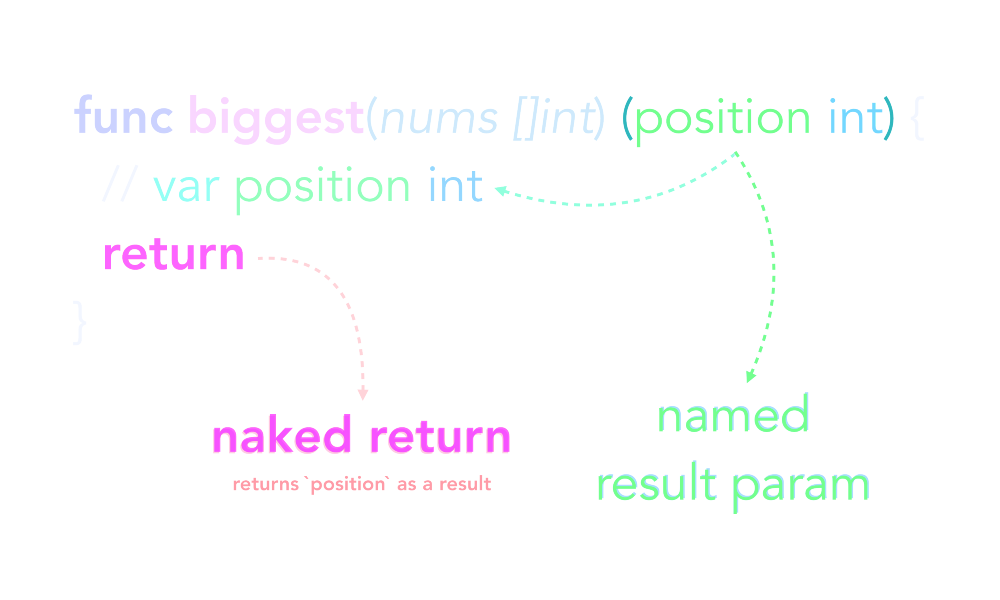 func biggest(nums []int) (position int) {
// var position int
return
}
naked return
returns `position` as a result
named
result param